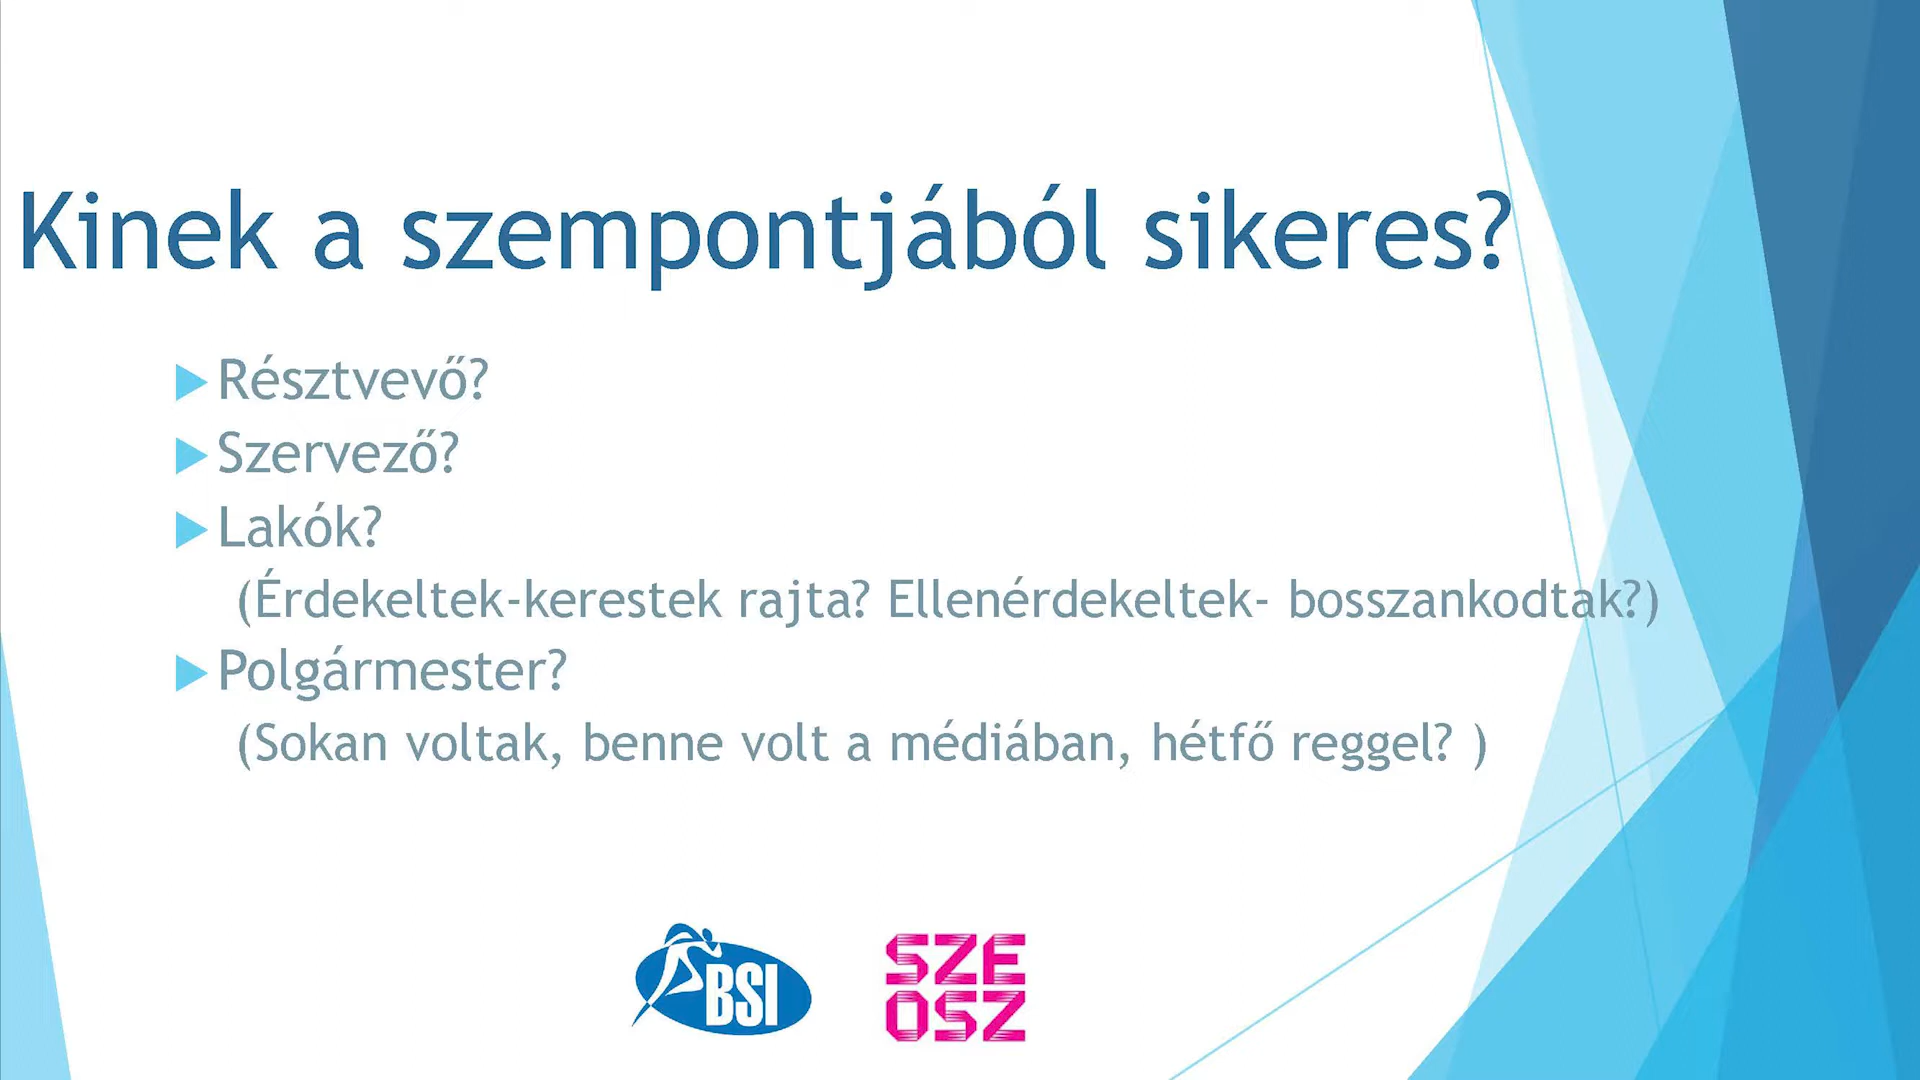 Kinek a szempontjából sikeres?
Résztvevő?
Szervező?
Lakók?
(Érdekeltek-kerestek rajta? Ellenérdekeltek- bosszankodtak?)
Polgármester?
(Sokan voltak, benne volt a médiában, hétfő reggel? )
BSI
SZE
OSZ